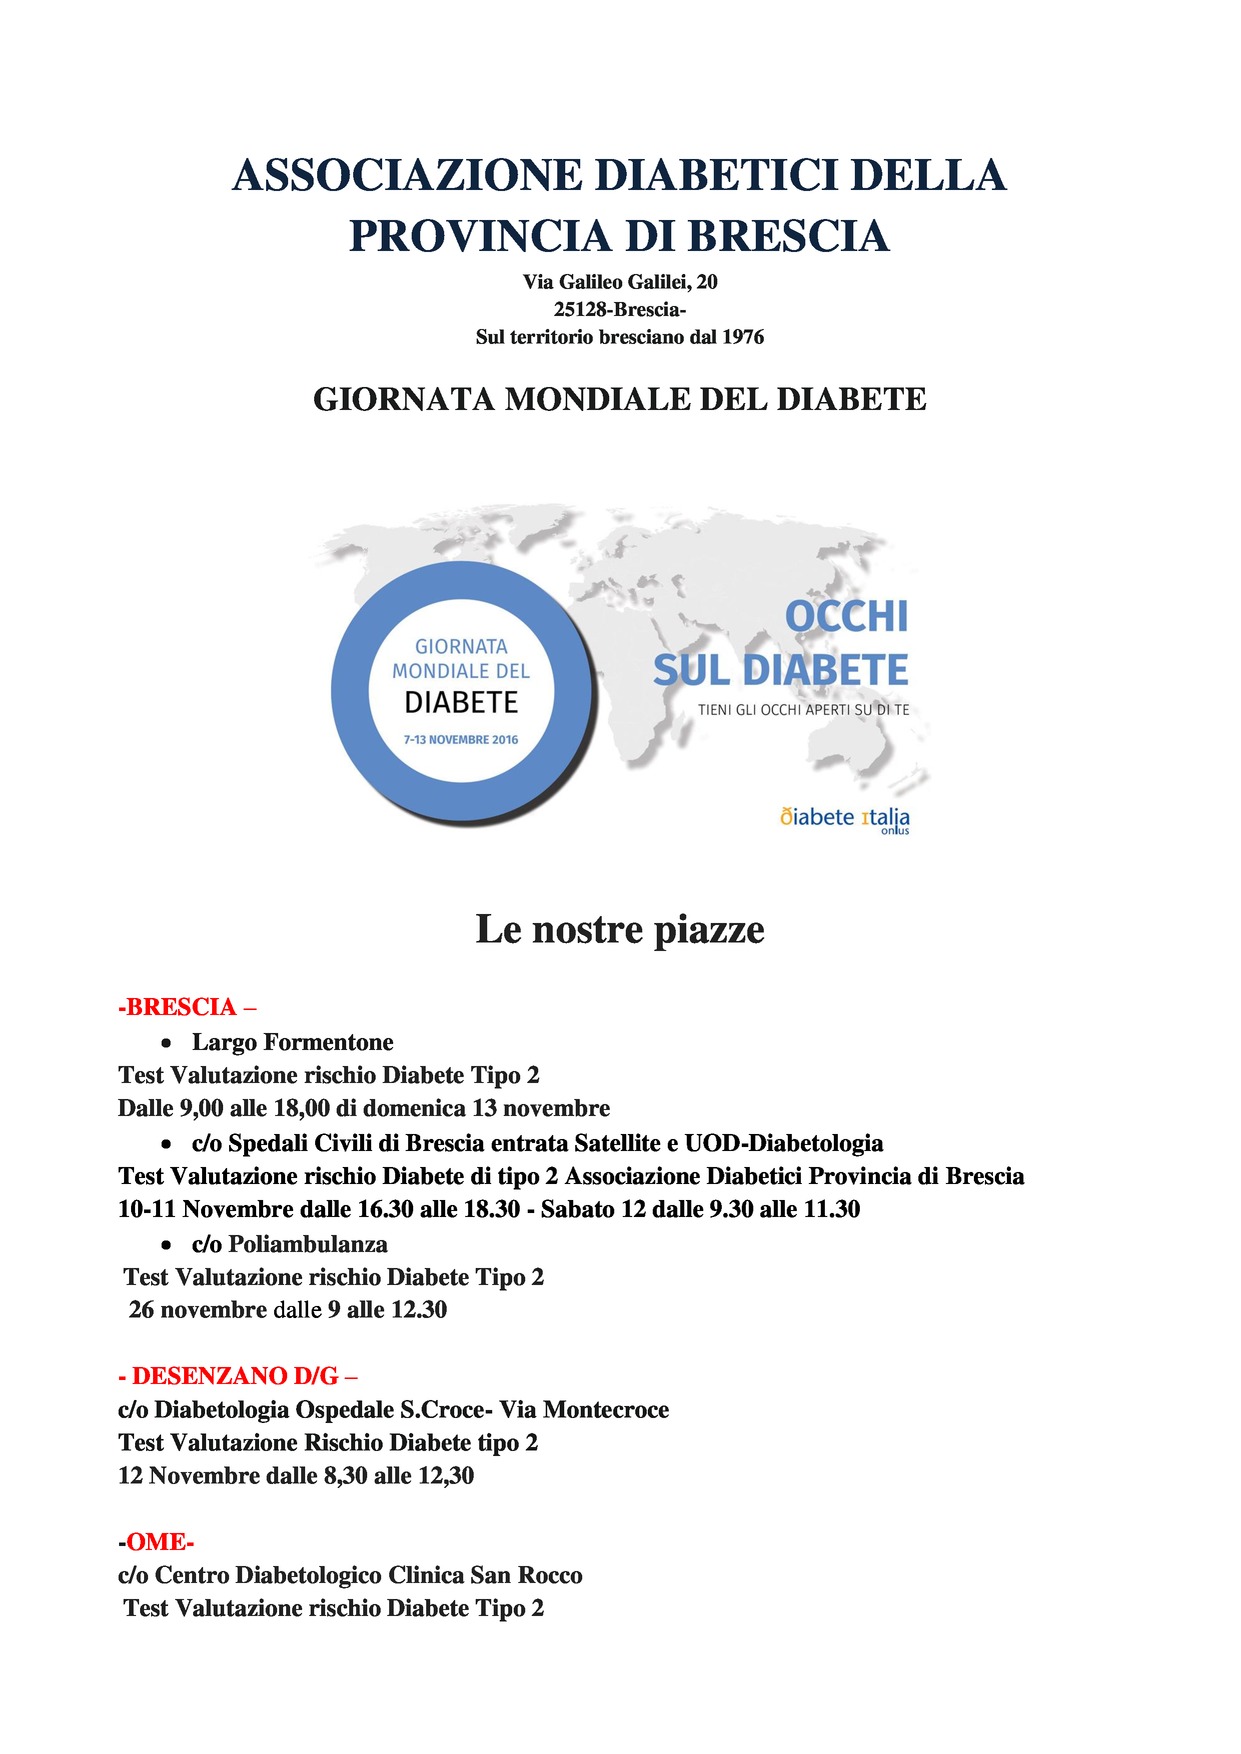 ASSOCIAZIONE DIABETICI DELLA
PROVINCIA DI BRESCIA
Via Galileo Galilei, 20
25128-Brescia-
Sul territorio bresciano dal 1976
GIORNATA MONDIALE DEL DIABETE
GIORNATA
MONDIALE DEL
DIABETE
7-13 NOVEMBRE 2016
OCCHI
SUL DIABETE
TIENI GLI OCCHI APERTI SU DI TE
ðiabete ıtalia
onlus
Le nostre piazze
-BRESCIA –
• Largo Formentone
Test Valutazione rischio Diabete Tipo 2
Dalle 9,00 alle 18,00 di domenica 13 novembre
• c/o Spedali Civili di Brescia entrata Satellite e UOD-Diabetologia
Test Valutazione rischio Diabete di tipo 2 Associazione Diabetici Provincia di Brescia
10-11 Novembre dalle 16.30 alle 18.30 - Sabato 12 dalle 9.30 alle 11.30
• c/o Poliambulanza
Test Valutazione rischio Diabete Tipo 2
26 novembre dalle 9 alle 12.30
- DESENZANO D/G –
c/o Diabetologia Ospedale S.Croce- Via Montecroce
Test Valutazione Rischio Diabete tipo 2
12 Novembre dalle 8,30 alle 12,30
-OME-
c/o Centro Diabetologico Clinica San Rocco
Test Valutazione rischio Diabete Tipo 2